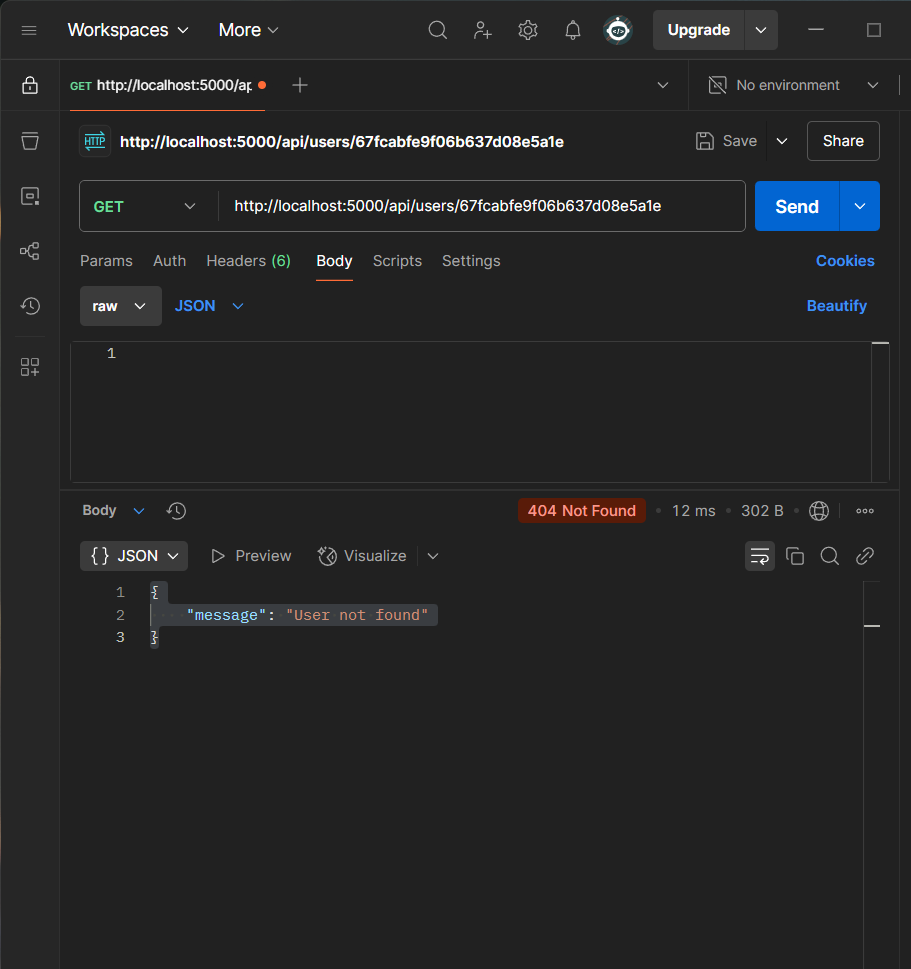 Workspaces More Upgrade
GET http://localhost:5000/ap No environment
HTTP http://localhost:5000/api/users/67fcabfe9f06b637d08e5a1e Save Share
GET http://localhost:5000/api/users/67fcabfe9f06b637d08e5a1e Send
Params Auth Headers (6) Body Scripts Settings Cookies
raw JSON Beautify
1
Body 404 Not Found • 12 ms • 302 B •
{} JSON Preview Visualize
1 {
2 "message": "User not found"
3 }